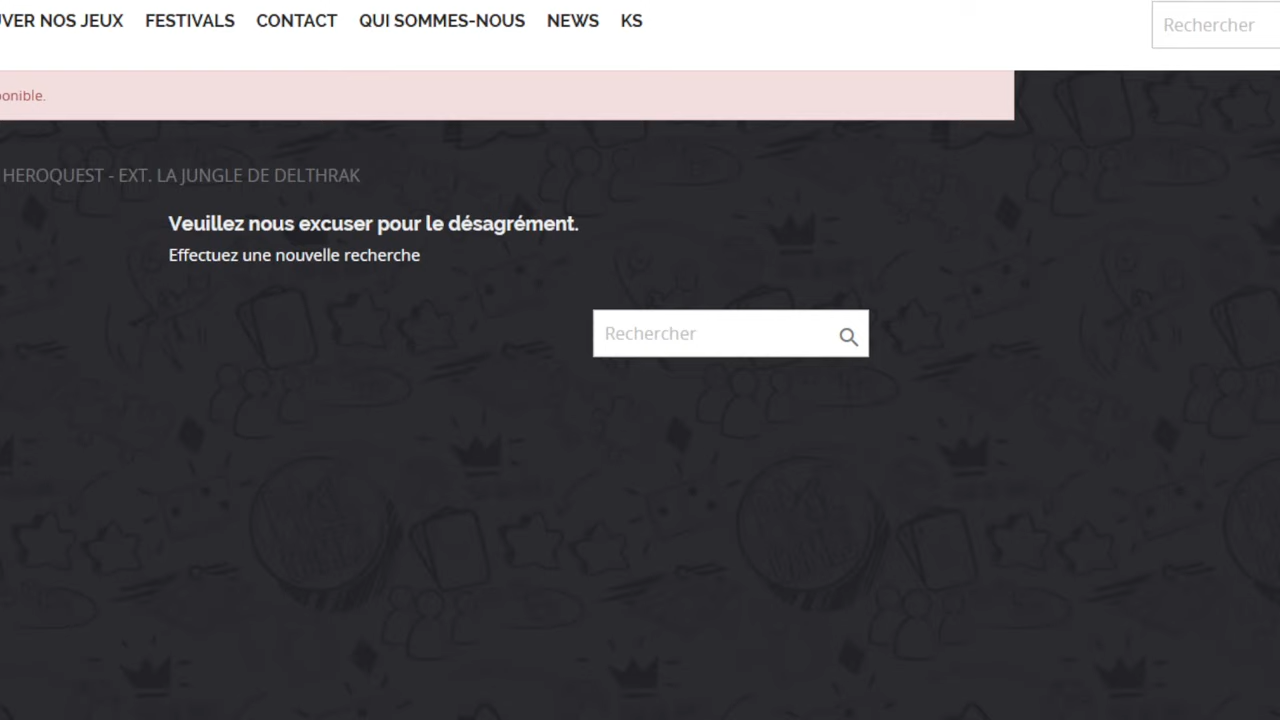 UVER NOS JEUX FESTIVALS CONTACT QUI SOMMES-NOUS NEWS KS
Rechercher
ponible.
HEROQUEST - EXT. LA JUNGLE DE DELTHRAK
Veuillez nous excuser pour le désagrément.
Effectuez une nouvelle recherche
Rechercher